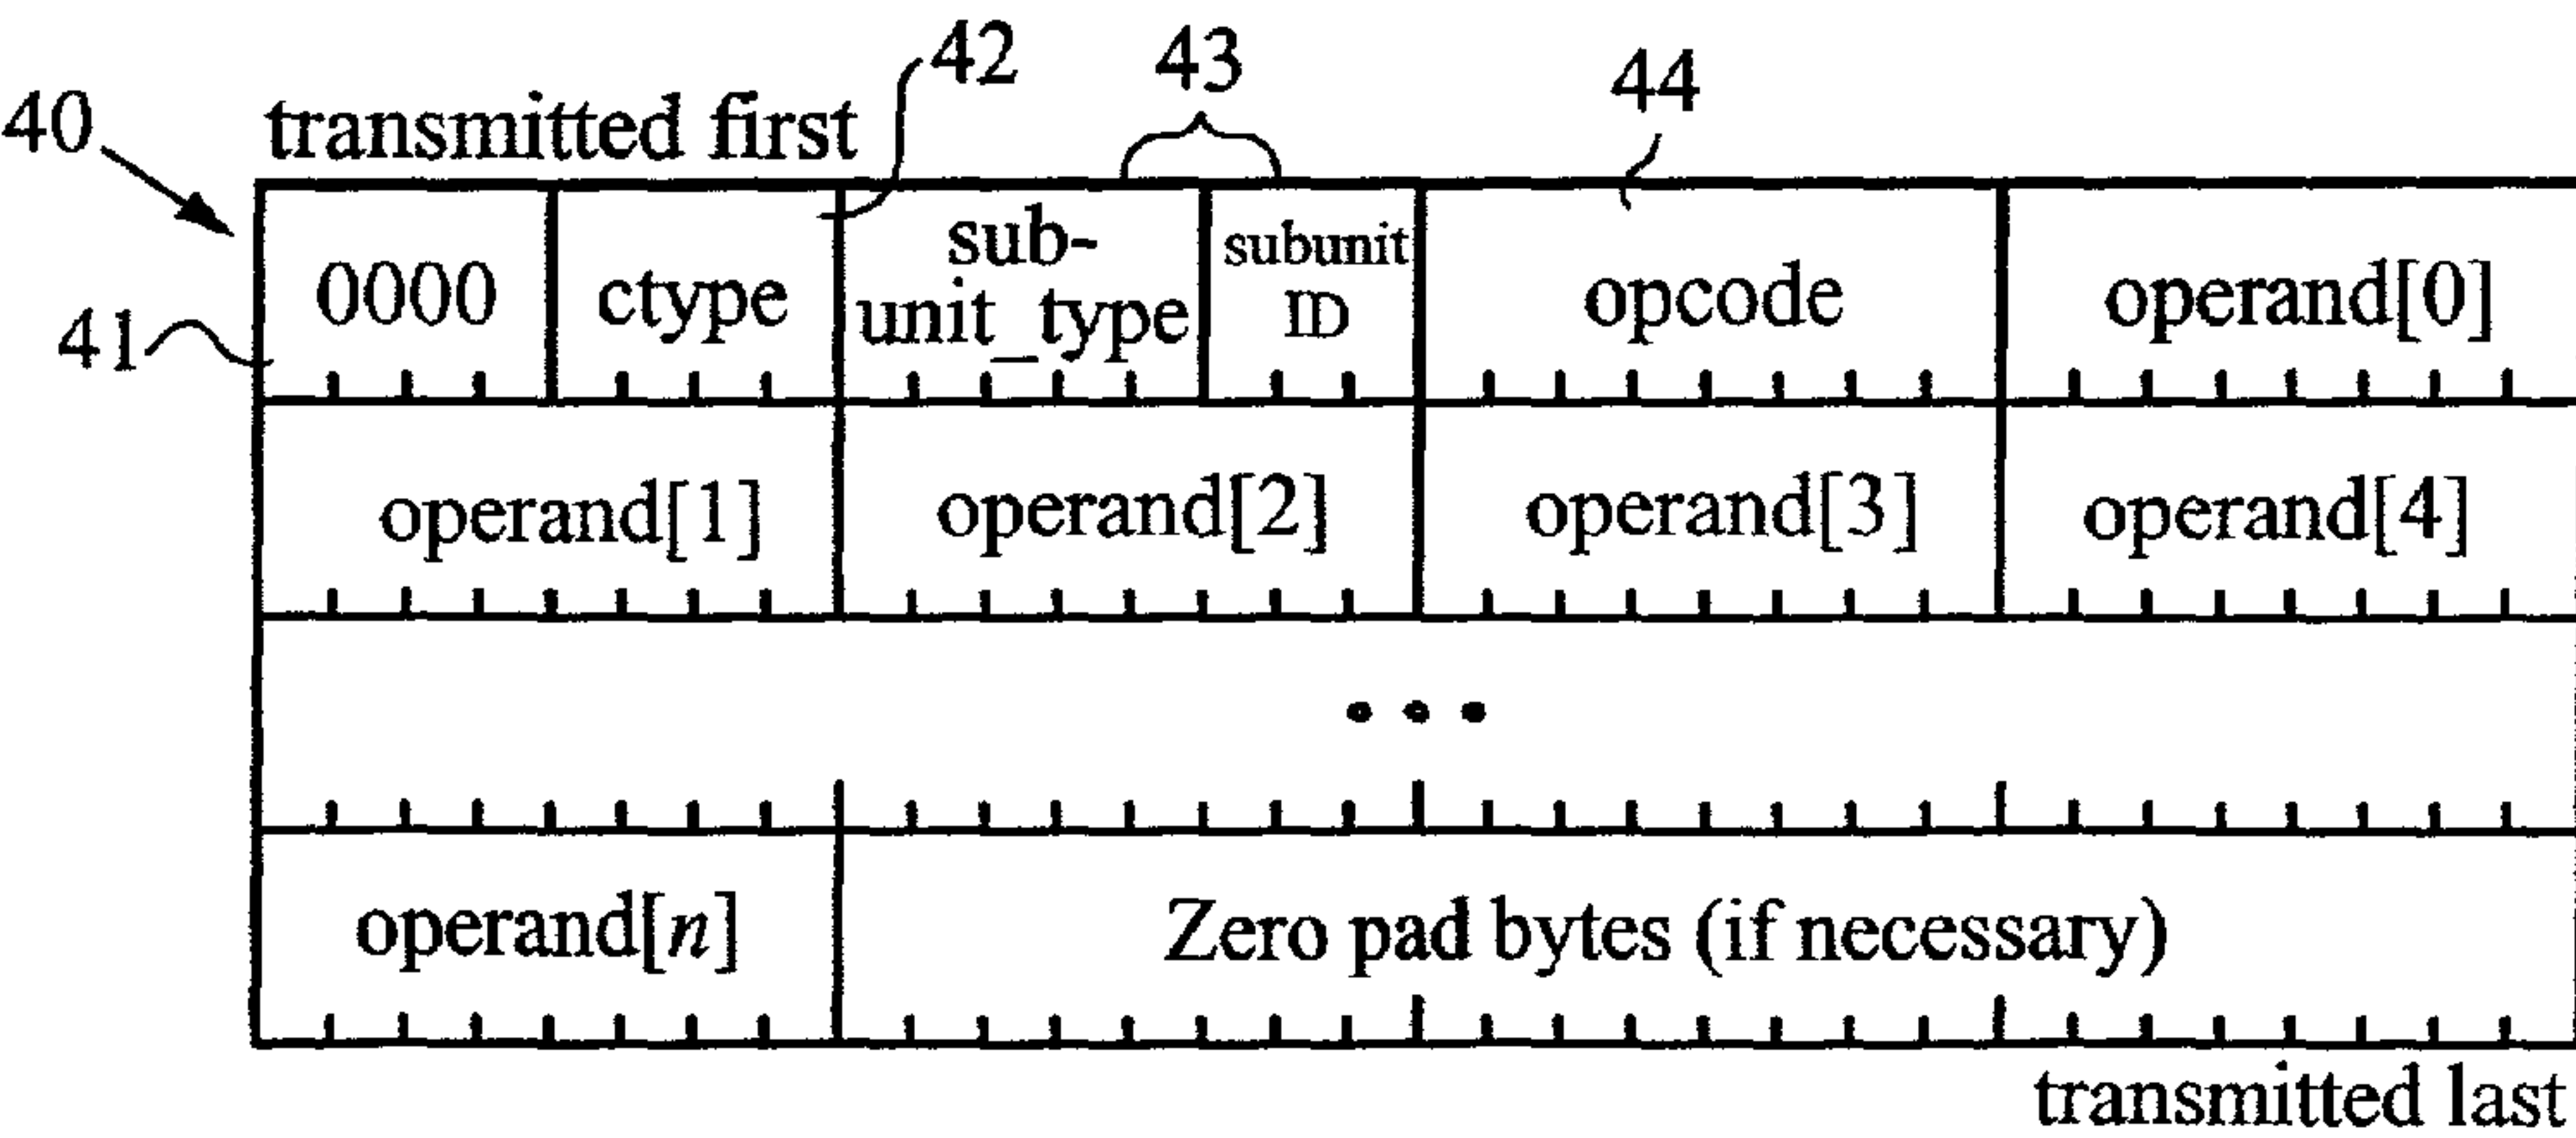 42 43 44
40 transmitted first
0000 ctype sub-unit_type subunit ID opcode operand[0]
41
operand[1] operand[2] operand[3] operand[4]
• • •
operand[n] Zero pad bytes (if necessary)
transmitted last